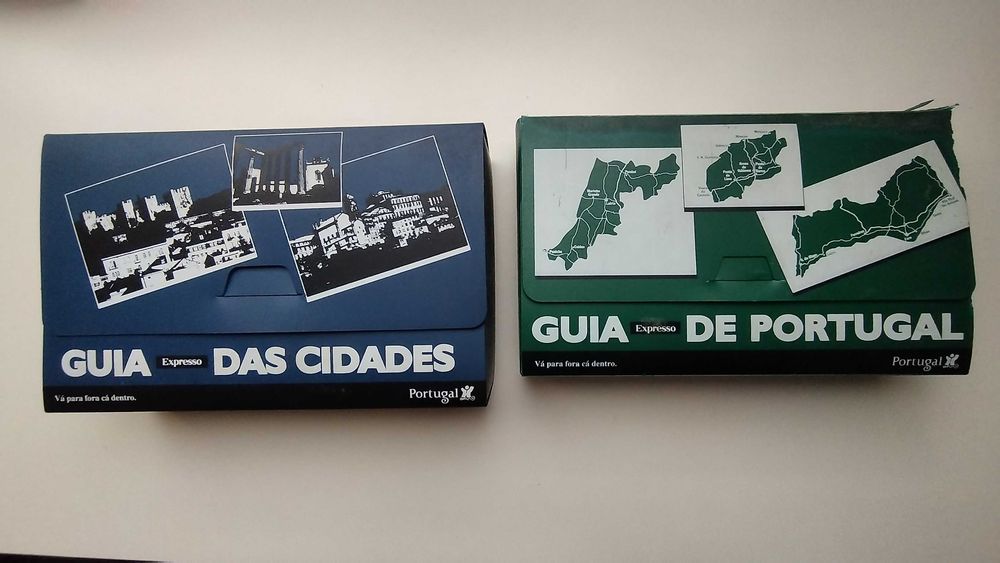 GUIA Expresso DAS CIDADES
Vá para fora cá dentro.
Portugal
GUIA Expresso DE PORTUGAL
Vá para fora cá dentro.
Portugal